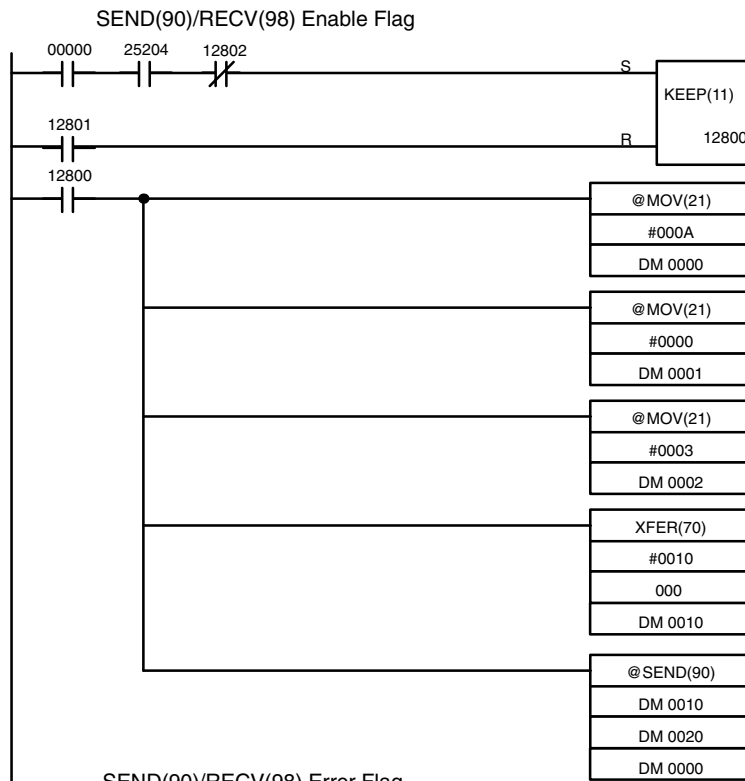 SEND(90)/RECV(98) Enable Flag
00000 25204 12802
S
KEEP(11)
12801
R
12800
12800
@MOV(21)
#000A
DM 0000
@MOV(21)
#0000
DM 0001
@MOV(21)
#0003
DM 0002
XFER(70)
#0010
000
DM 0010
@SEND(90)
DM 0010
DM 0020
DM 0000
SEND(90)/RECV(98) Error Flag